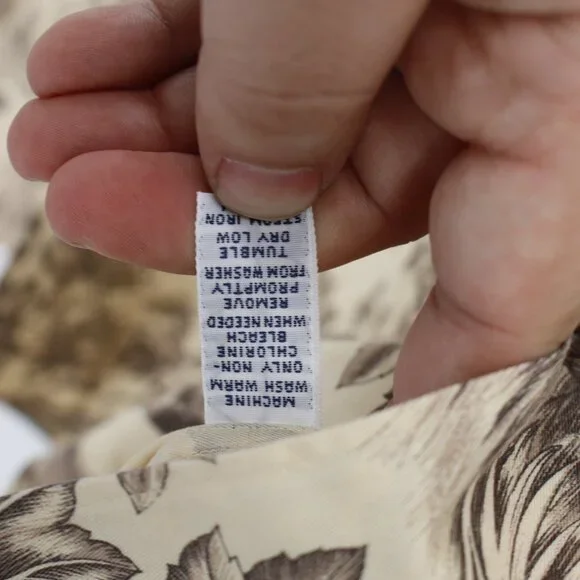 MACHINE
WASH WARM
ONLY NON-
CHLORINE
BLEACH
WHEN NEEDED
REMOVE
PROMPTLY
FROM WASHER
TUMBLE
DRY LOW
STEAM IRON